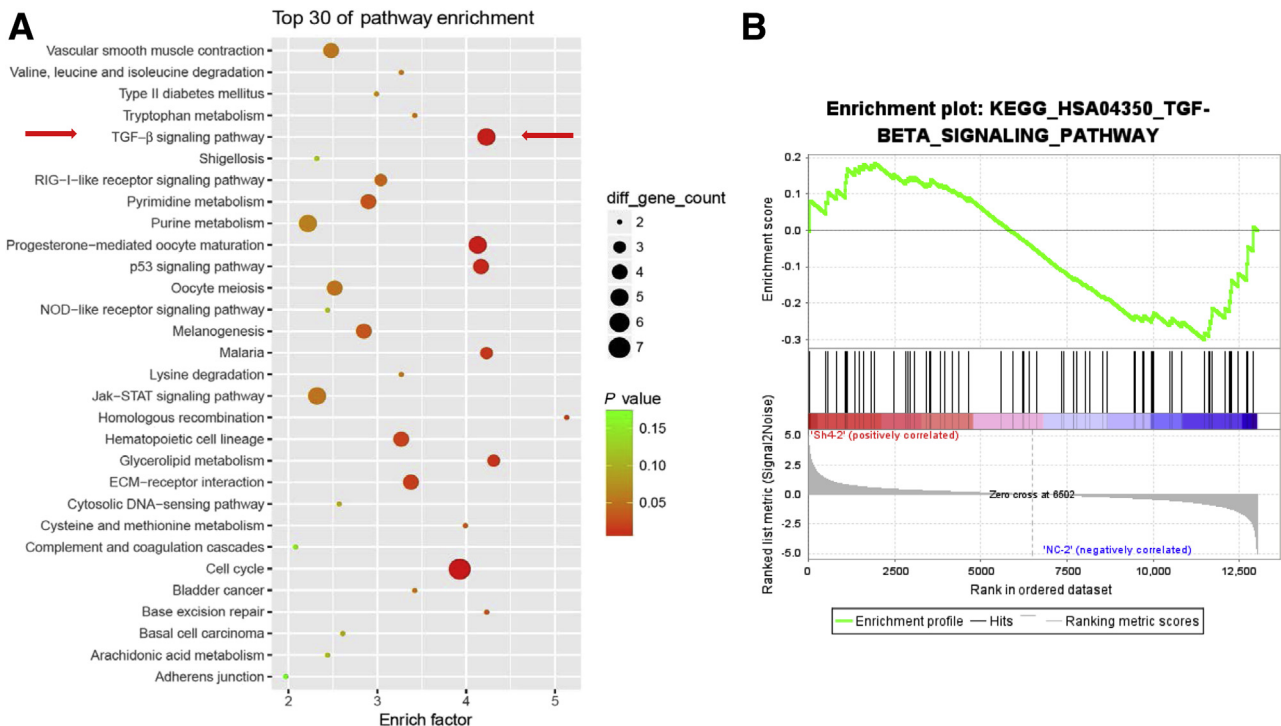 A
Top 30 of pathway enrichment
Vascular smooth muscle contraction
Valine, leucine and isoleucine degradation
Type II diabetes mellitus
Tryptophan metabolism
TGF−β signaling pathway
Shigellosis
RIG−I−like receptor signaling pathway
Pyrimidine metabolism
Purine metabolism
Progesterone−mediated oocyte maturation
p53 signaling pathway
Oocyte meiosis
NOD−like receptor signaling pathway
Melanogenesis
Malaria
Lysine degradation
Jak−STAT signaling pathway
Homologous recombination
Hematopoietic cell lineage
Glycerolipid metabolism
ECM−receptor interaction
Cytosolic DNA−sensing pathway
Cysteine and methionine metabolism
Complement and coagulation cascades
Cell cycle
Bladder cancer
Base excision repair
Basal cell carcinoma
Arachidonic acid metabolism
Adherens junction
2 3 4 5
Enrich factor
diff_gene_count
2
3
4
5
6
7
P value
0.15
0.10
0.05
B
Enrichment plot: KEGG_HSA04350_TGF-
BETA_SIGNALING_PATHWAY
Enrichment score
0.2
0.1
0.0
-0.1
-0.2
-0.3
Ranked list metric (Signal2Noise)
5.0
2.5
0.0
-2.5
-5.0
'Sh4-2' (positively correlated)
Zero cross at 6502
'NC-2' (negatively correlated)
0 2500 5000 7500 10,000 12,500
Rank in ordered dataset
Enrichment profile Hits Ranking metric scores